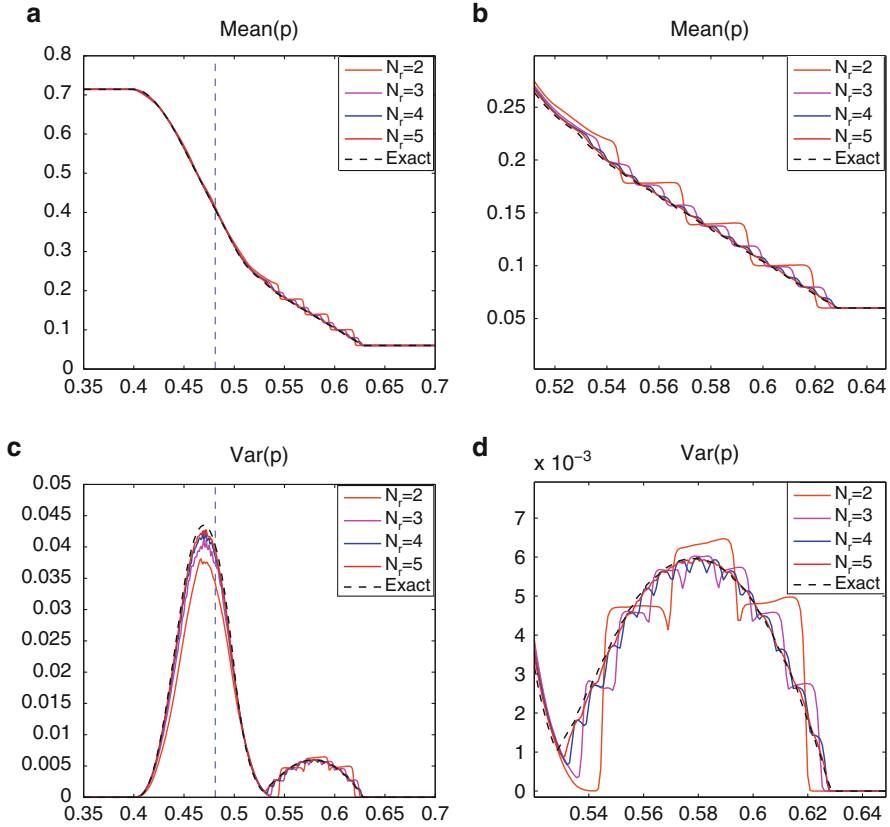 a
Mean(p)
0.8
0.7
0.6
0.5
0.4
0.3
0.2
0.1
0
0.35 0.4 0.45 0.5 0.55 0.6 0.65 0.7
N_r=2
N_r=3
N_r=4
N_r=5
Exact
b
Mean(p)
0.25
0.2
0.15
0.1
0.05
0.52 0.54 0.56 0.58 0.6 0.62 0.64
N_r=2
N_r=3
N_r=4
N_r=5
Exact
c
Var(p)
0.05
0.045
0.04
0.035
0.03
0.025
0.02
0.015
0.01
0.005
0
0.35 0.4 0.45 0.5 0.55 0.6 0.65 0.7
N_r=2
N_r=3
N_r=4
N_r=5
Exact
d
Var(p)
x 10⁻³
7
6
5
4
3
2
1
0
0.54 0.56 0.58 0.6 0.62 0.64
N_r=2
N_r=3
N_r=4
N_r=5
Exact